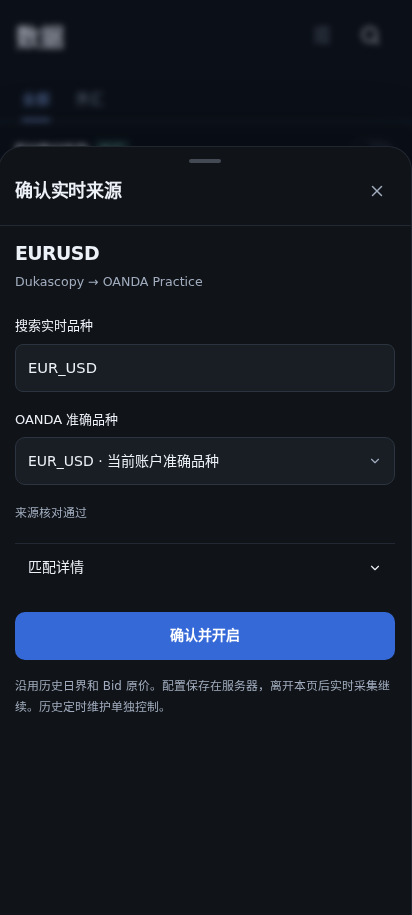 数据
全部 外汇
确认实时来源
EURUSD
Dukascopy → OANDA Practice
搜索实时品种
EUR_USD
OANDA 准确品种
EUR_USD · 当前账户准确品种
来源核对通过
匹配详情
确认并开启
沿用历史日界和 Bid 原价。配置保存在服务器，离开本页后实时采集继
续。历史定时维护单独控制。